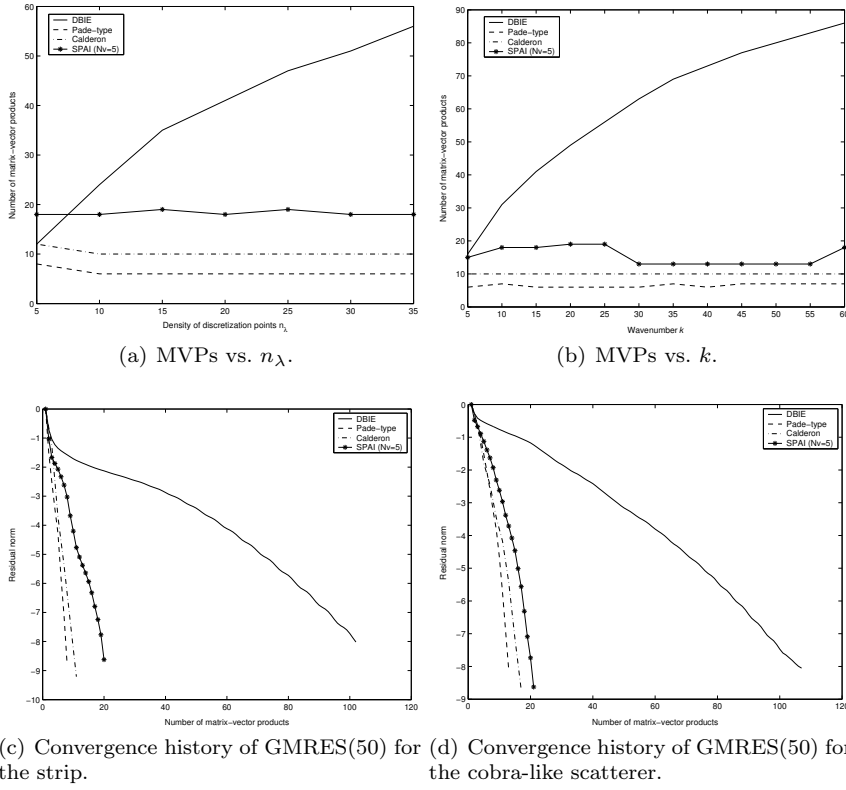 60
50
40
30
20
10
0
5 10 15 20 25 30 35
Number of matrix−vector products
Density of discretization points nλ
DBIE
Pade−type
Calderon
SPAI (Nv=5)
(a) MVPs vs. nλ.
90
80
70
60
50
40
30
20
10
0
5 10 15 20 25 30 35 40 45 50 55 60
Number of matrix−vector products
Wavenumber k
DBIE
Pade−type
Calderon
SPAI (Nv=5)
(b) MVPs vs. k.
0
−1
−2
−3
−4
−5
−6
−7
−8
−9
−10
0 20 40 60 80 100 120
Residual norm
Number of matrix−vector products
DBIE
Pade−type
Calderon
SPAI (Nv=5)
(c) Convergence history of GMRES(50) for
the strip.
0
−1
−2
−3
−4
−5
−6
−7
−8
−9
0 20 40 60 80 100 120
Residual norm
Number of matrix−vector products
DBIE
Pade−type
Calderon
SPAI (Nv=5)
(d) Convergence history of GMRES(50) for
the cobra-like scatterer.